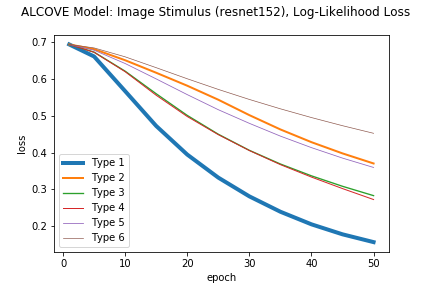 ALCOVE Model: Image Stimulus (resnet152), Log-Likelihood Loss
0.7
0.6
0.5
0.4
0.3
0.2
loss
Type 1
Type 2
Type 3
Type 4
Type 5
Type 6
0 10 20 30 40 50
epoch